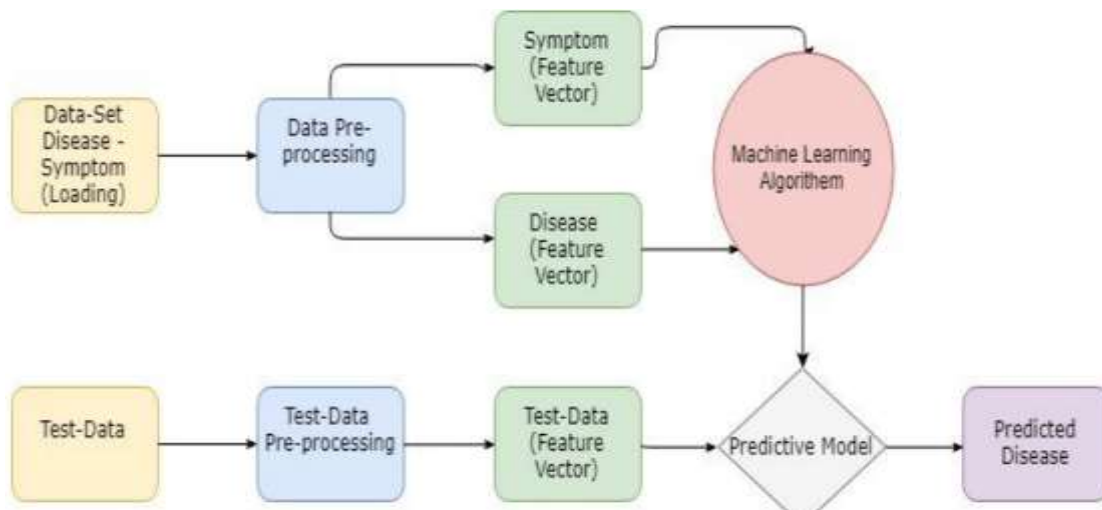 Data-Set
Disease -
Symptom
(Loading)
Data Pre-
processing
Symptom
(Feature
Vector)
Disease
(Feature
Vector)
Machine Learning
Algorithem
Test-Data
Test-Data
Pre-processing
Test-Data
(Feature
Vector)
Predictive Model
Predicted
Disease